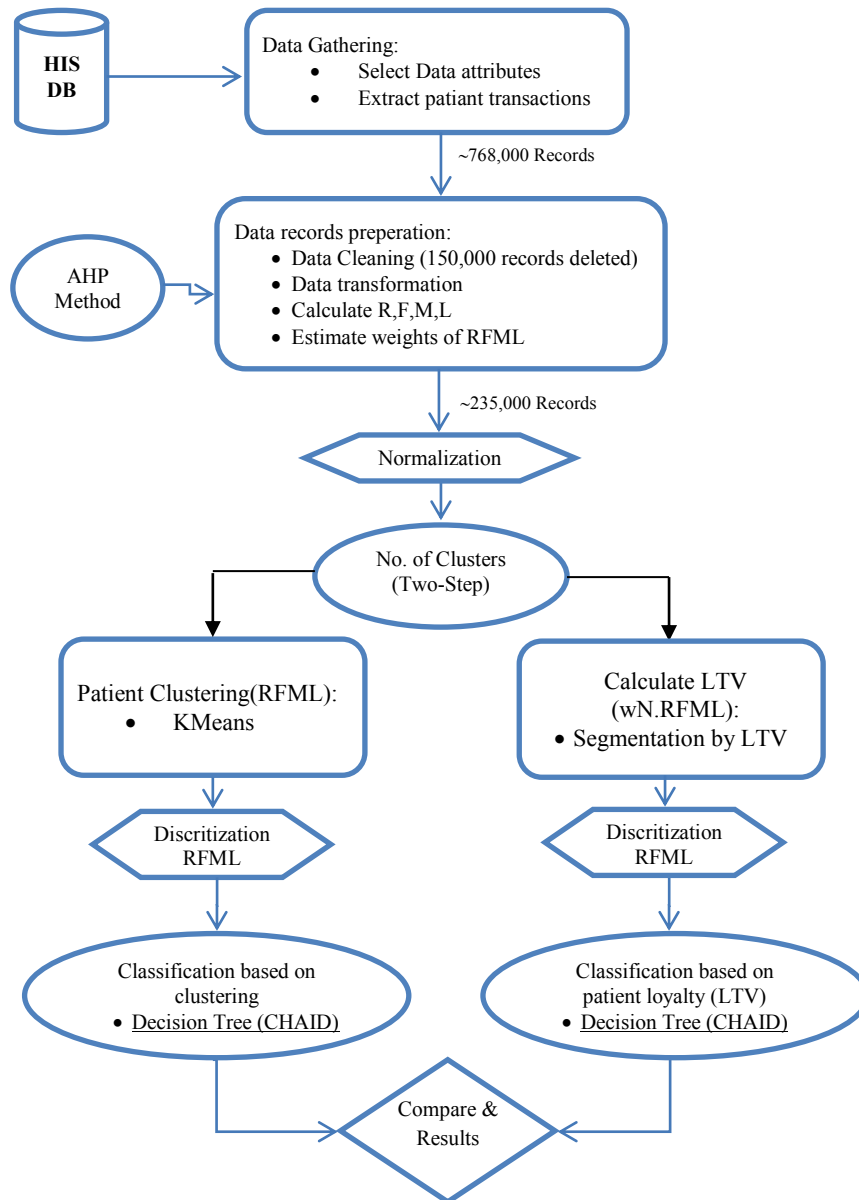 HIS
DB
Data Gathering:
• Select Data attributes
• Extract patiant transactions
~768,000 Records
AHP
Method
Data records preperation:
• Data Cleaning (150,000 records deleted)
• Data transformation
• Calculate R,F,M,L
• Estimate weights of RFML
~235,000 Records
Normalization
No. of Clusters
(Two-Step)
Patient Clustering(RFML):
• KMeans
Calculate LTV
(wN.RFML):
• Segmentation by LTV
Discritization
RFML
Discritization
RFML
Classification based on
clustering
• Decision Tree (CHAID)
Classification based on
patient loyalty (LTV)
• Decision Tree (CHAID)
Compare &
Results